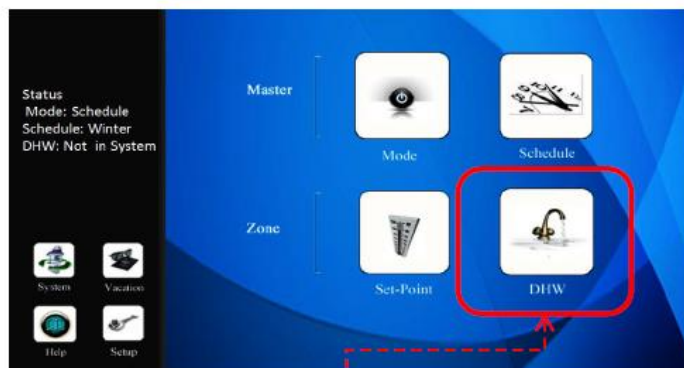 Status
Mode: Schedule
Schedule: Winter
DHW: Not in System
Master
Mode
Schedule
Zone
Set-Point
DHW
System
Vacation
Help
Setup